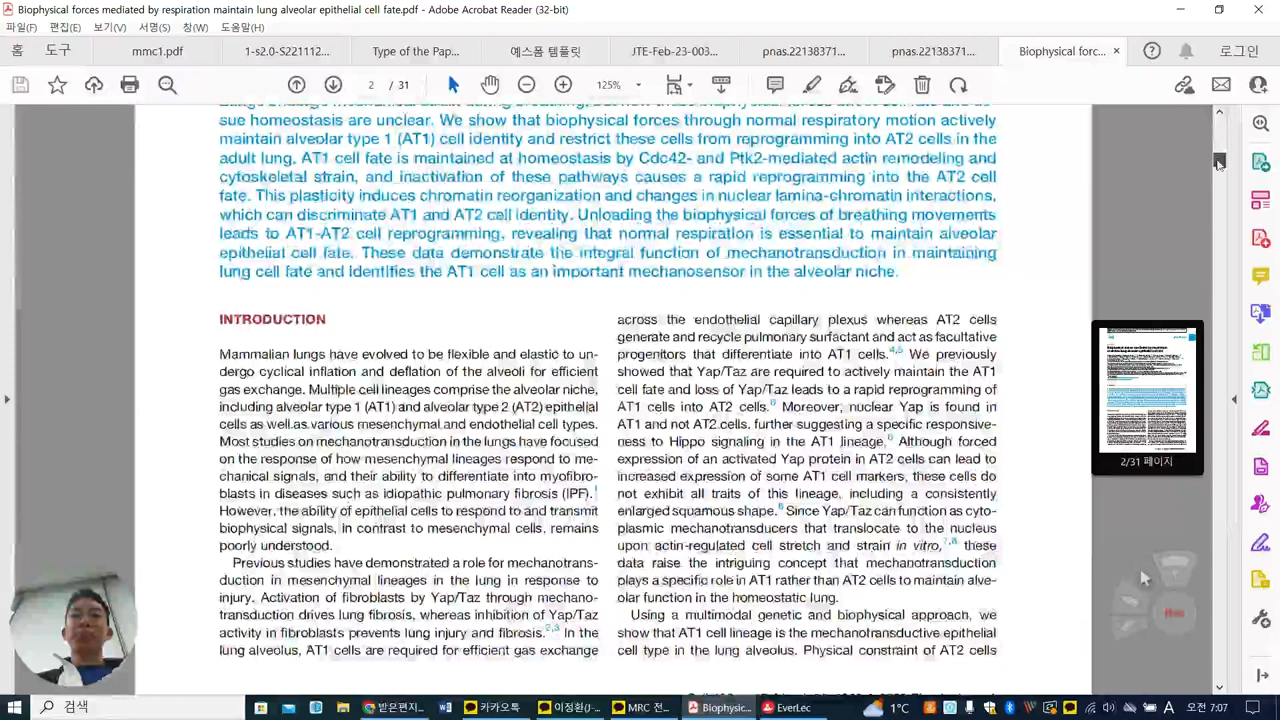 Biophysical forces mediated by respiration maintain lung alveolar epithelial cell fate.pdf - Adobe Acrobat Reader (32-bit)
파일(F) 편집(E) 보기(V) 서명(S) 창(W) 도움말(H)
홈 도구 mmc1.pdf 1-s2.0-S221112... Type of the Pap... 예스폼 템플릿 JTE-Feb-23-003... pnas.22138371... pnas.22138371... Biophysical forc... × 로그인
2 / 31 125%
sue homeostasis are unclear. We show that biophysical forces through normal respiratory motion actively
maintain alveolar type 1 (AT1) cell identity and restrict these cells from reprogramming into AT2 cells in the
adult lung. AT1 cell fate is maintained at homeostasis by Cdc42- and Ptk2-mediated actin remodeling and
cytoskeletal strain, and inactivation of these pathways causes a rapid reprogramming into the AT2 cell
fate. This plasticity induces chromatin reorganization and changes in nuclear lamina-chromatin interactions,
which can discriminate AT1 and AT2 cell identity. Unloading the biophysical forces of breathing movements
leads to AT1-AT2 cell reprogramming, revealing that normal respiration is essential to maintain alveolar
epithelial cell fate. These data demonstrate the integral function of mechanotransduction in maintaining
lung cell fate and identifies the AT1 cell as an important mechanosensor in the alveolar niche.
INTRODUCTION
Mammalian lungs have evolved to be flexible and elastic to un-
dergo cyclical inflation and deflation of the alveoli for efficient
gas exchange. Multiple cell lineages comprise the alveolar niche,
including alveolar type 1 (AT1) and alveolar type 2 (AT2) epithelial
cells as well as various mesenchymal and endothelial cell types.
Most studies on mechanotransduction in the lungs have focused
on the response of how mesenchymal lineages respond to me-
chanical signals, and their ability to differentiate into myofibro-
blasts in diseases such as idiopathic pulmonary fibrosis (IPF).1
However, the ability of epithelial cells to respond to and transmit
biophysical signals, in contrast to mesenchymal cells, remains
poorly understood.
Previous studies have demonstrated a role for mechanotrans-
duction in mesenchymal lineages in the lung in response to
injury. Activation of fibroblasts by Yap/Taz through mechano-
transduction drives lung fibrosis, whereas inhibition of Yap/Taz
activity in fibroblasts prevents lung injury and fibrosis.2,3 In the
lung alveolus, AT1 cells are required for efficient gas exchange
across the endothelial capillary plexus whereas AT2 cells
generate and recycle pulmonary surfactant and act as facultative
progenitors that differentiate into AT1 cells.4,5 We previously
showed that Yap/Taz are required to actively maintain the AT1
cell fate and loss of Yap/Taz leads to a rapid reprogramming of
AT1 cells into AT2 cells.6 Moreover, nuclear Yap is found in
AT1 and not AT2 cells, further suggesting a specific responsive-
ness to Hippo signaling in the AT1 lineage.6 Although forced
expression of an activated Yap protein in AT2 cells can lead to
increased expression of some AT1 cell markers, these cells do
not exhibit all traits of this lineage, including a consistently
enlarged squamous shape.6 Since Yap/Taz can function as cyto-
plasmic mechanotransducers that translocate to the nucleus
upon actin-regulated cell stretch and strain in vitro,7,8 these
data raise the intriguing concept that mechanotransduction
plays a specific role in AT1 rather than AT2 cells to maintain alve-
olar function in the homeostatic lung.
Using a multimodal genetic and biophysical approach, we
show that AT1 cell lineage is the mechanotransductive epithelial
cell type in the lung alveolus. Physical constraint of AT2 cells
2/31 페이지
검색 받은편지... 카카오톡 이정환(J-... MRC 전... Biophysic... EverLec 1°C A 오전 7:07